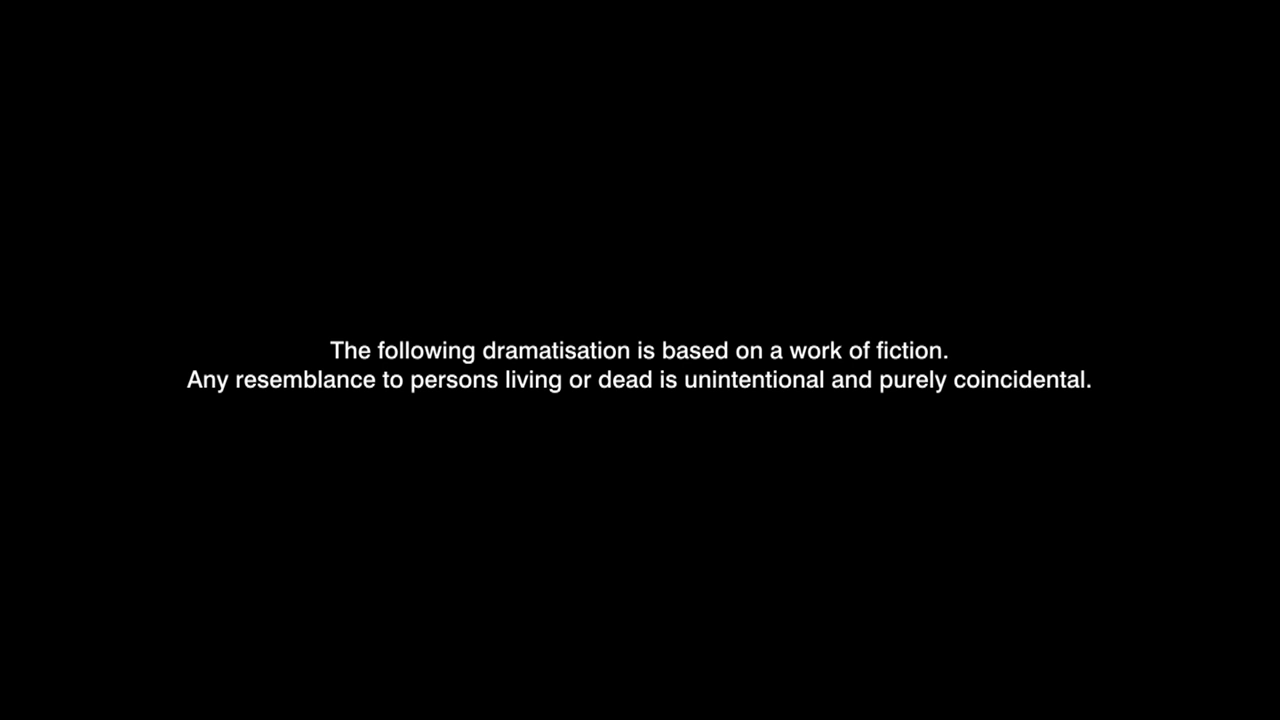 The following dramatisation is based on a work of fiction.
Any resemblance to persons living or dead is unintentional and purely coincidental.